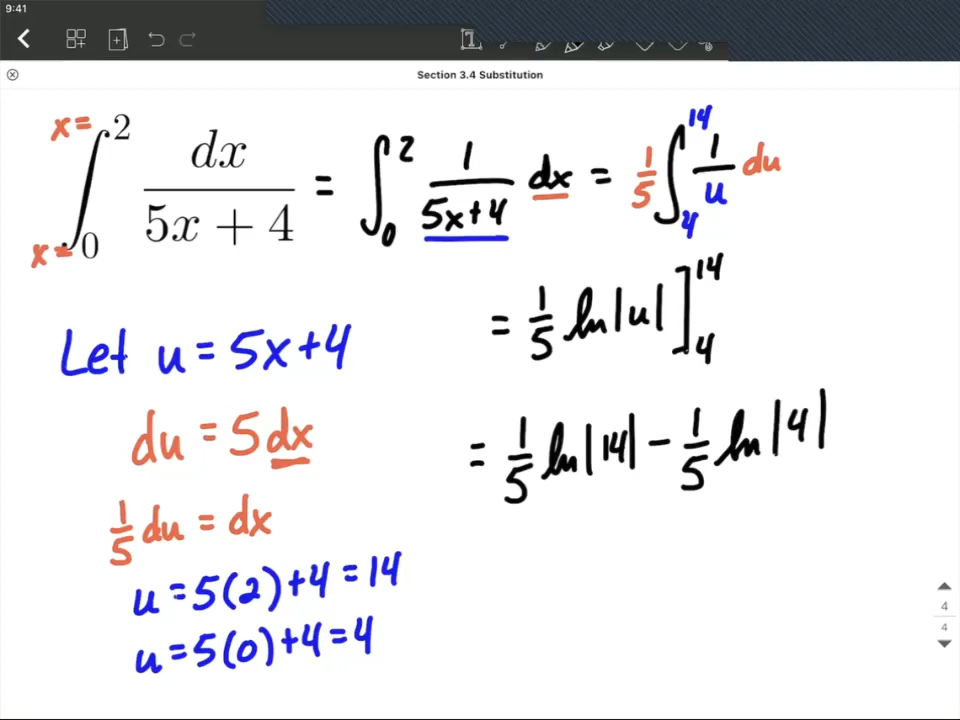 9:41
Section 3.4 Substitution
x= ∫₀² dx/(5x + 4) = ∫₀² 1/(5x+4) dx = 1/5 ∫₄¹⁴ 1/u du
x=
= 1/5 ln|u| ]₄¹⁴
Let u = 5x+4
du = 5dx
= 1/5 ln|14| − 1/5 ln|4|
1/5 du = dx
u = 5(2)+4 = 14
u = 5(0)+4 = 4
4
4